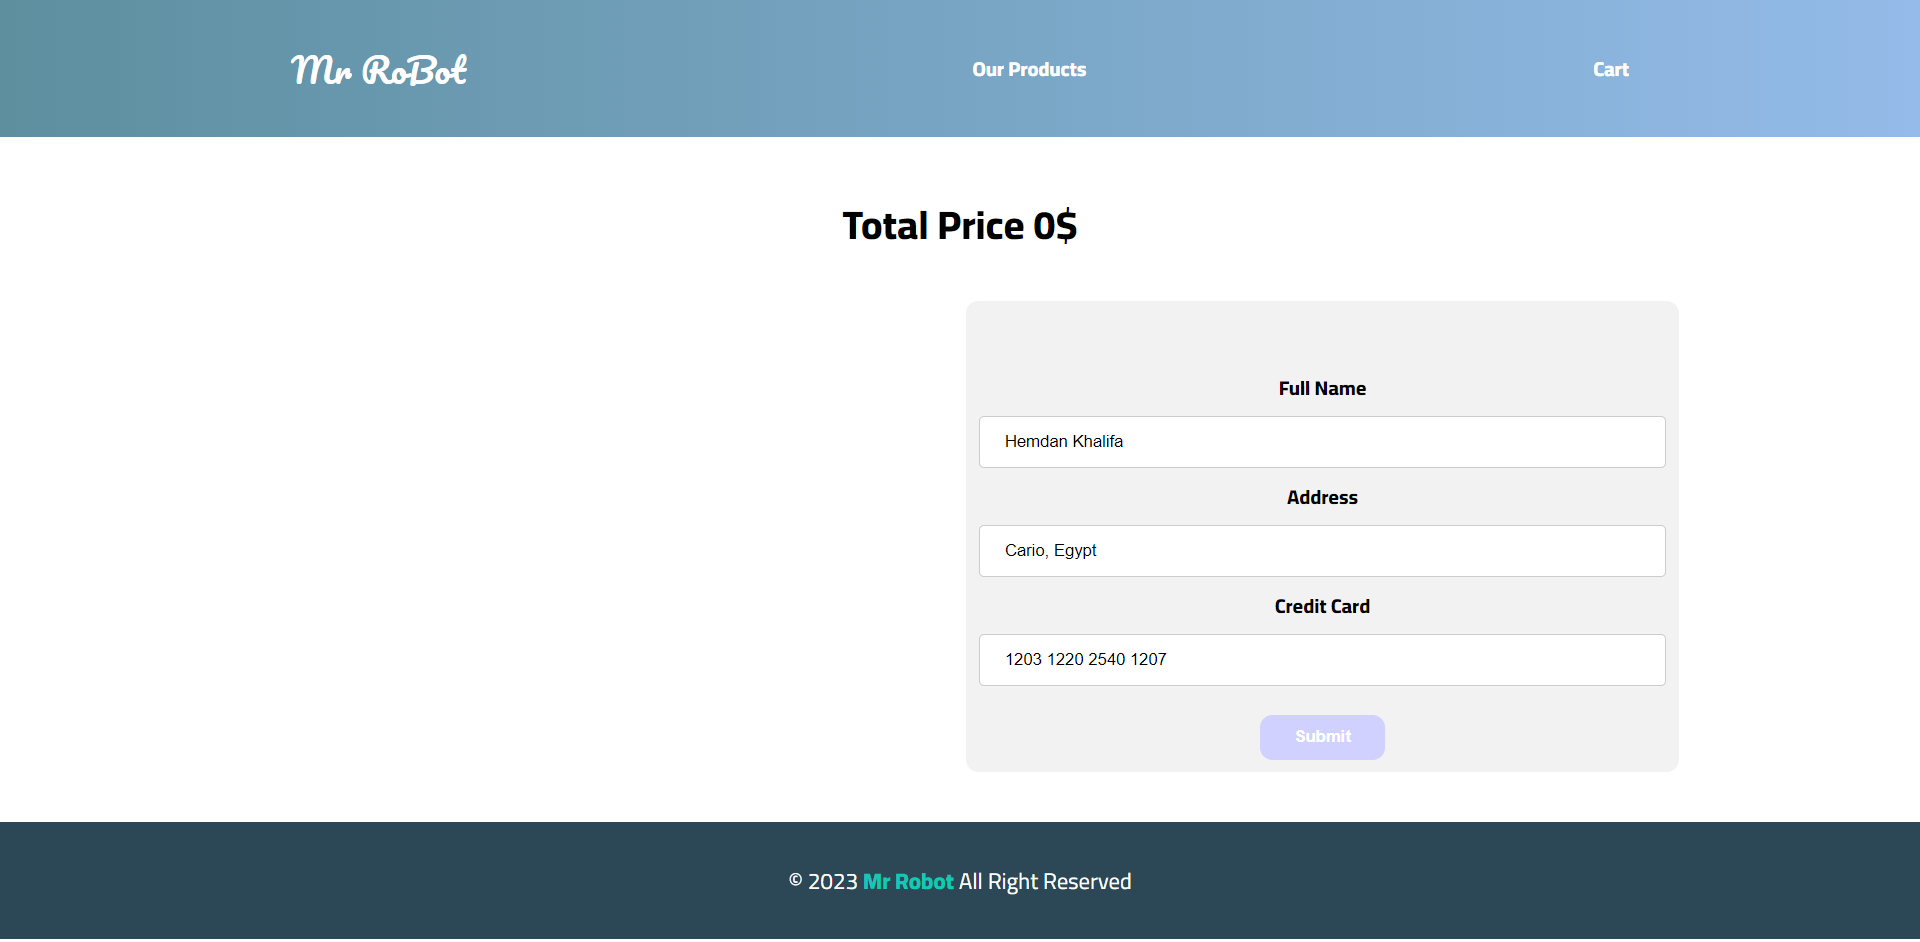 Mr RoBot
Our Products
Cart
Total Price 0$
Full Name
Hemdan Khalifa
Address
Cario, Egypt
Credit Card
1203 1220 2540 1207
Submit
© 2023 Mr Robot All Right Reserved